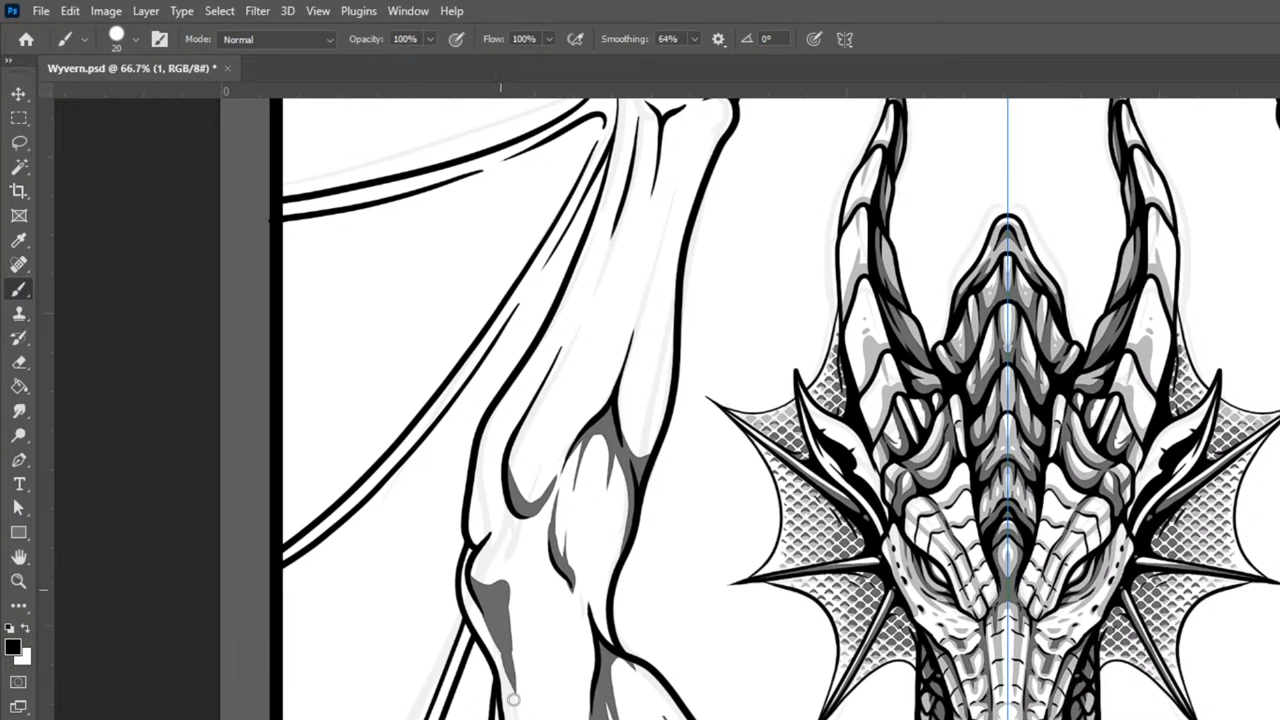 Ps File Edit Image Layer Type Select Filter 3D View Plugins Window Help
20 Mode: Normal Opacity: 100% Flow: 100% Smoothing: 64% 0°
Wyvern.psd @ 66.7% (1, RGB/8#) * ×
0
T